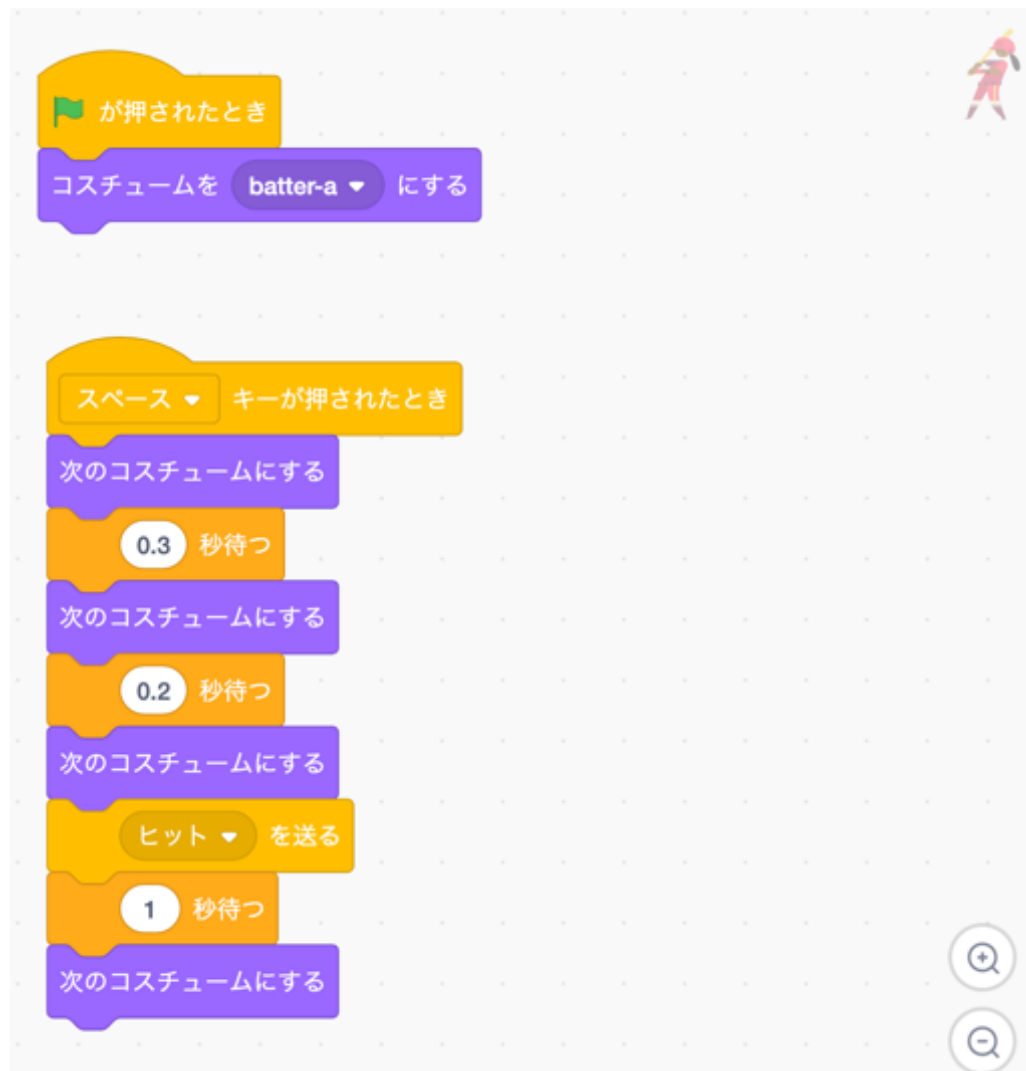 が押されたとき
コスチュームを batter-a にする
スペース キーが押されたとき
次のコスチュームにする
0.3 秒待つ
次のコスチュームにする
0.2 秒待つ
次のコスチュームにする
ヒット を送る
1 秒待つ
次のコスチュームにする